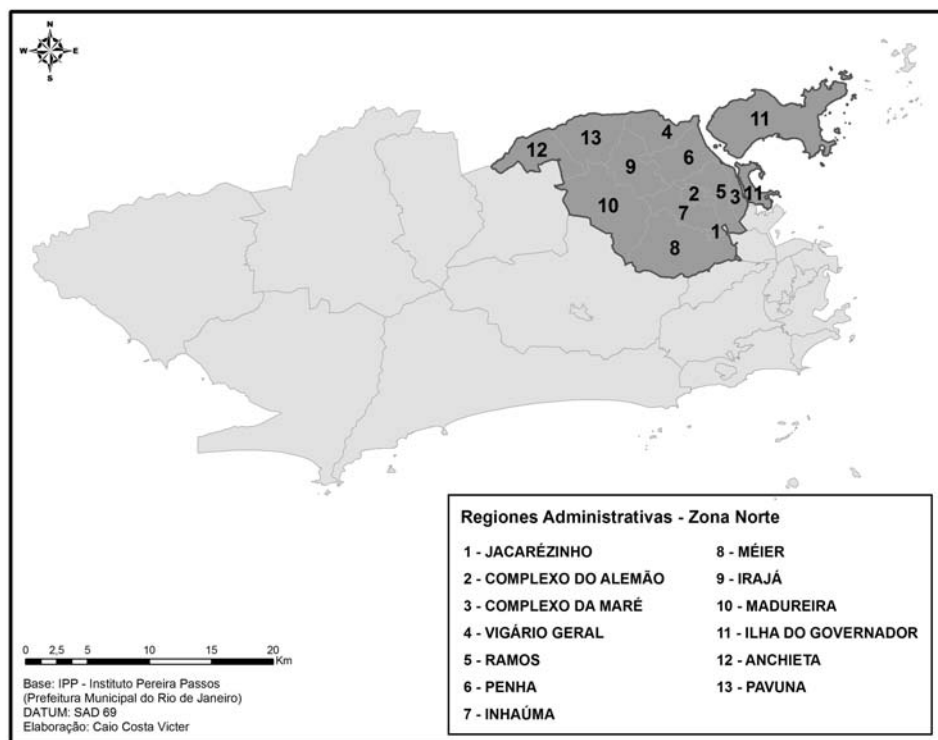 N
W E
S
11
13
4
12
6
9
2
5
3
11
10
7
1
8
Regiones Administrativas - Zona Norte
1 - JACARÉZINHO
2 - COMPLEXO DO ALEMÃO
3 - COMPLEXO DA MARÉ
4 - VIGÁRIO GERAL
5 - RAMOS
6 - PENHA
7 - INHAÚMA
8 - MÉIER
9 - IRAJÁ
10 - MADUREIRA
11 - ILHA DO GOVERNADOR
12 - ANCHIETA
13 - PAVUNA
0 2,5 5 10 15 20
Km
Base: IPP - Instituto Pereira Passos
(Prefeitura Municipal do Rio de Janeiro)
DATUM: SAD 69
Elaboração: Caio Costa Victer